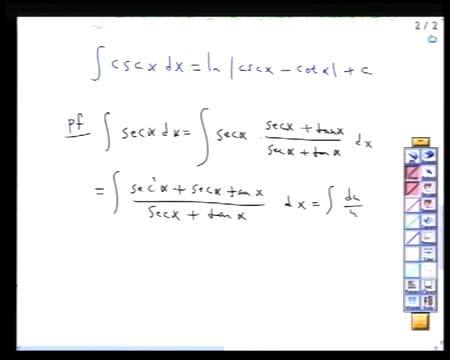 2/2
∫ csc x dx = ln |csc x - cot x| + c
pf ∫ sec x dx = ∫ sec x · (sec x + tan x)/(sec x + tan x) dx
= ∫ (sec² x + sec x tan x)/(sec x + tan x) dx = ∫ du/u